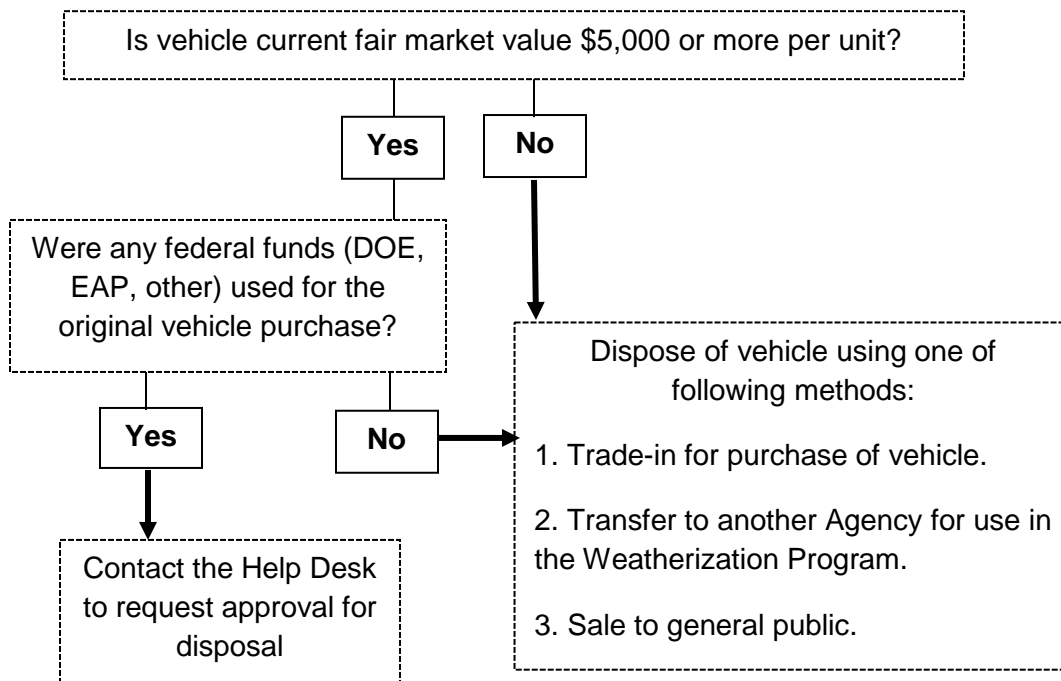 Is vehicle current fair market value $5,000 or more per unit?
Yes
No
Were any federal funds (DOE,
EAP, other) used for the
original vehicle purchase?
Yes
No
Contact the Help Desk
to request approval for
disposal
Dispose of vehicle using one of
following methods:
1. Trade-in for purchase of vehicle.
2. Transfer to another Agency for use in
the Weatherization Program.
3. Sale to general public.